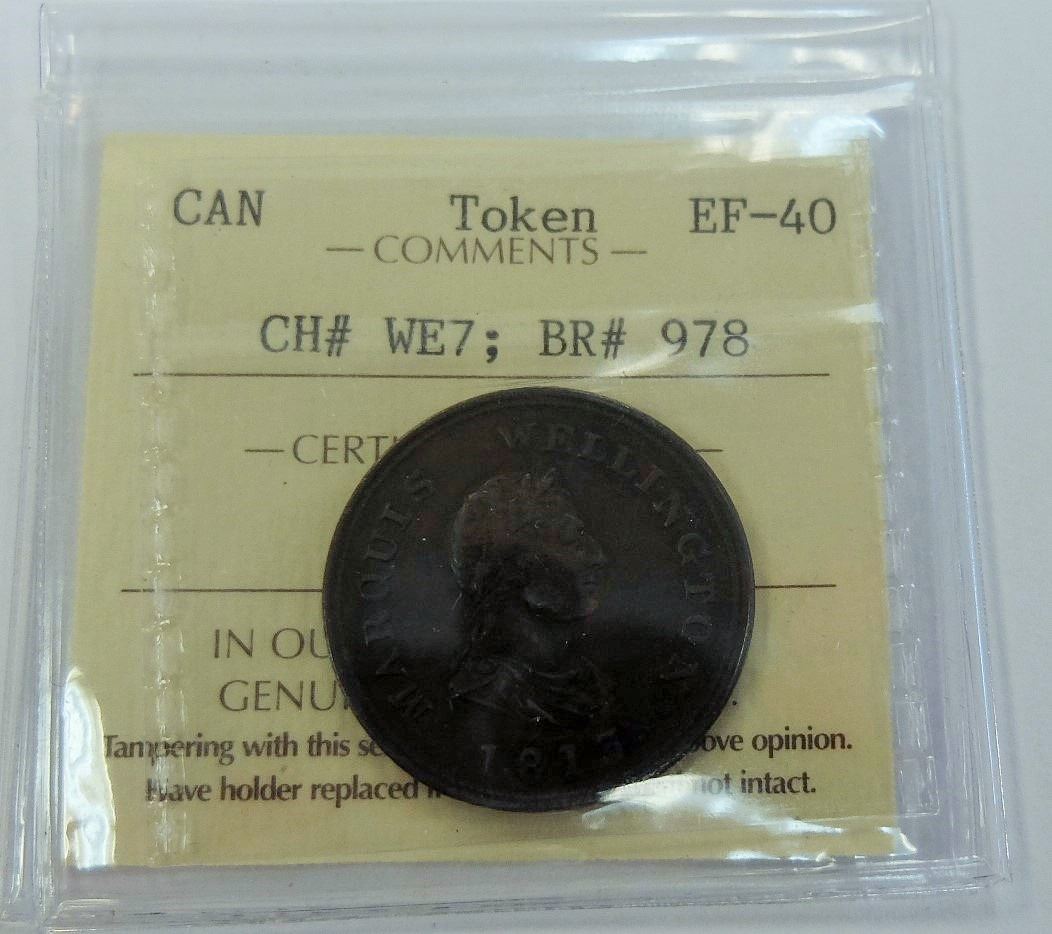 CAN Token EF-40
— COMMENTS —
CH# WE7; BR# 978
— CERT
IN OU
GENU .
Tampering with this se ove opinion.
Have holder replaced not intact.
MARQUIS WELLINGTON